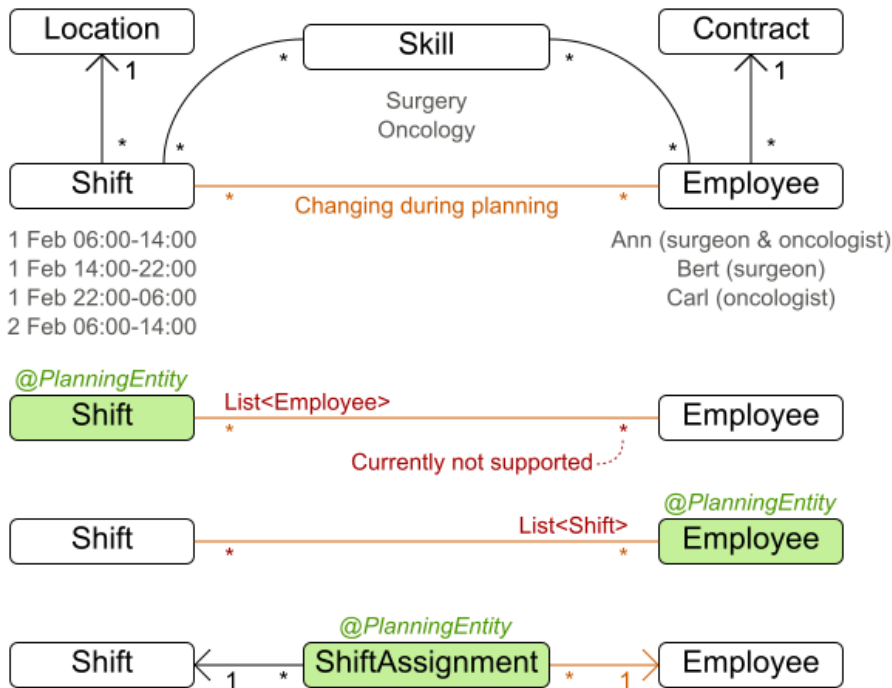 Location
Skill
Contract
1
*
*
1
Surgery
Oncology
*
*
*
*
Shift
*
Changing during planning
*
Employee
1 Feb 06:00-14:00
1 Feb 14:00-22:00
1 Feb 22:00-06:00
2 Feb 06:00-14:00
Ann (surgeon & oncologist)
Bert (surgeon)
Carl (oncologist)
@PlanningEntity
Shift
List<Employee>
*
*
Employee
Currently not supported
@PlanningEntity
Shift
*
List<Shift>
*
Employee
@PlanningEntity
Shift
1
*
ShiftAssignment
*
1
Employee